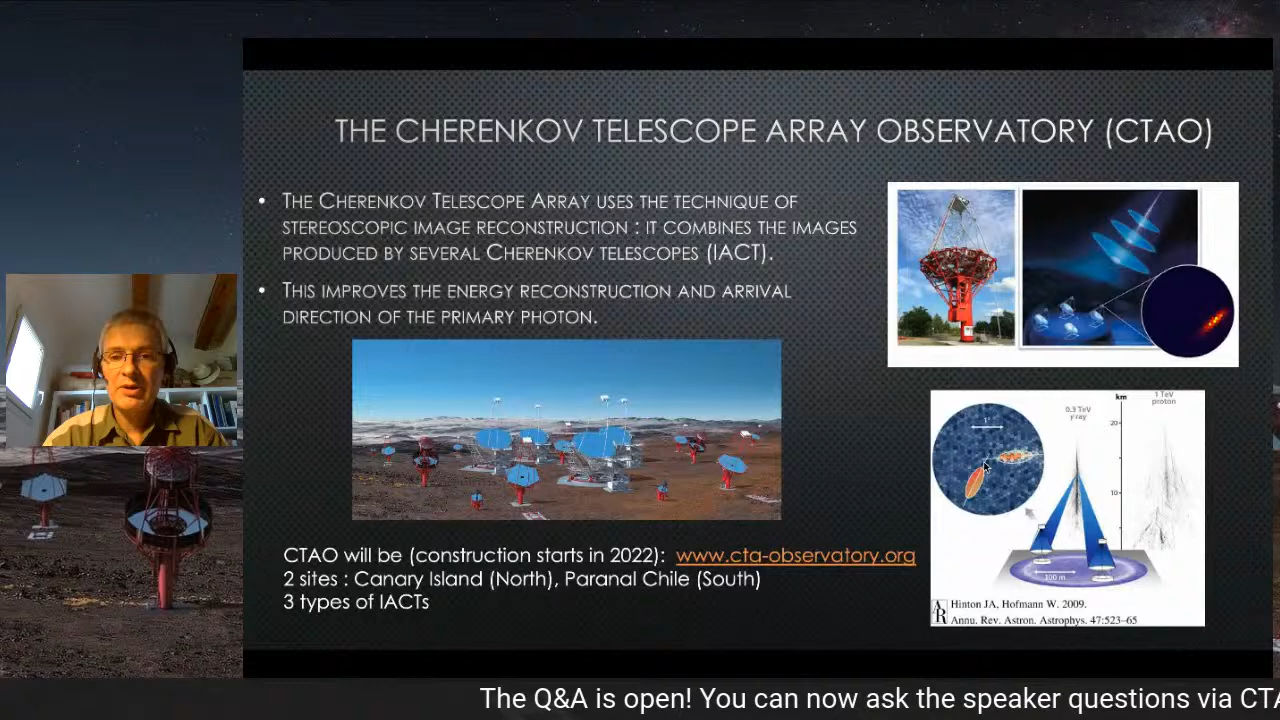 THE CHERENKOV TELESCOPE ARRAY OBSERVATORY (CTAO)
• THE CHERENKOV TELESCOPE ARRAY USES THE TECHNIQUE OF
STEREOSCOPIC IMAGE RECONSTRUCTION : IT COMBINES THE IMAGES
PRODUCED BY SEVERAL CHERENKOV TELESCOPES (IACT).
• THIS IMPROVES THE ENERGY RECONSTRUCTION AND ARRIVAL
DIRECTION OF THE PRIMARY PHOTON.
CTAO will be (construction starts in 2022): www.cta-observatory.org
2 sites : Canary Island (North), Paranal Chile (South)
3 types of IACTs
km
1 TeV
proton
0.3 TeV
γ ray
20
1°
10
100 m
AR
Hinton JA, Hofmann W. 2009.
Annu. Rev. Astron. Astrophys. 47:523–65
The Q&A is open! You can now ask the speaker questions via CTA